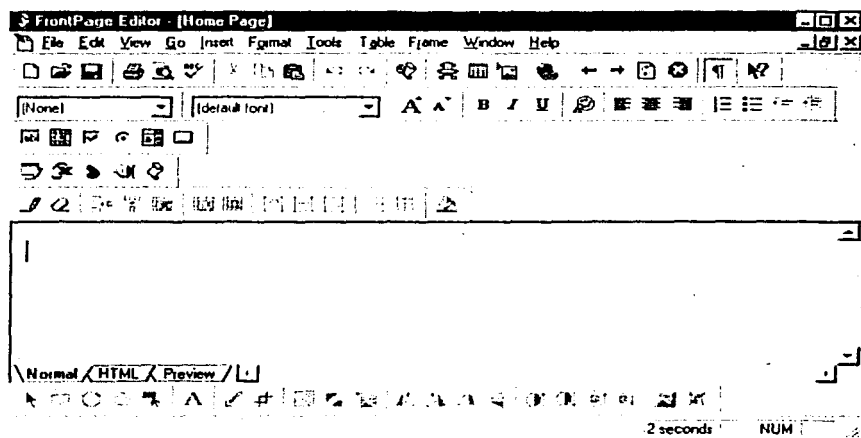 FrontPage Editor - [Home Page]
File Edit View Go Insert Format Tools Table Frame Window Help
(None) (default font) A A B I U
Normal HTML Preview
A
2 seconds NUM